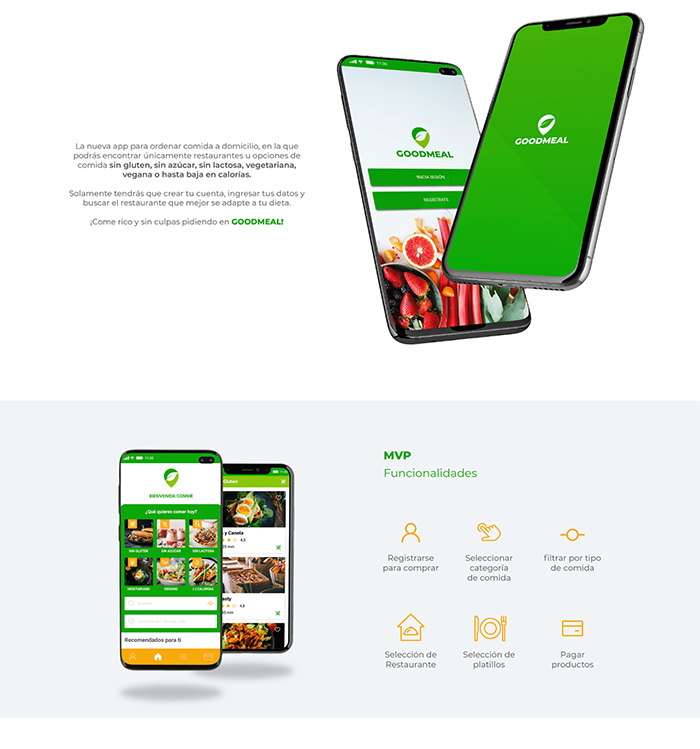 La nueva app para ordenar comida a domicilio, en la que
podrás encontrar únicamente restaurantes u opciones de
comida sin gluten, sin azúcar, sin lactosa, vegetariana,
vegana o hasta baja en calorías.
Solamente tendrás que crear tu cuenta, ingresar tus datos y
buscar el restaurante que mejor se adapte a tu dieta.
¡Come rico y sin culpas pidiendo en GOODMEAL!
11:36
GOODMEAL
INICIA SESIÓN
REGÍSTRATE
GOODMEAL
BIENVENIDA CONNIE
¿Qué quieres comer hoy?
SIN GLUTEN
SIN AZÚCAR
SIN LACTOSA
VEGETARIANO
VEGANO
(-) CALORÍAS
Recomendados para ti
Gluten
y Canela
4,8
min
4,5
MVP
Funcionalidades
Registrarse
para comprar
Seleccionar
categoría
de comida
filtrar por tipo
de comida
Selección de
Restaurante
Selección de
platillos
Pagar
productos